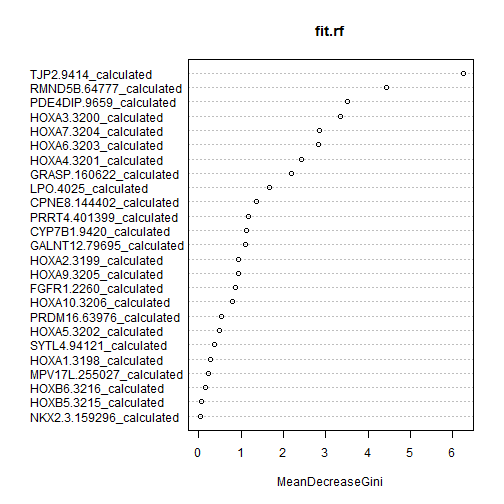 fit.rf
TJP2.9414_calculated
RMND5B.64777_calculated
PDE4DIP.9659_calculated
HOXA3.3200_calculated
HOXA7.3204_calculated
HOXA6.3203_calculated
HOXA4.3201_calculated
GRASP.160622_calculated
LPO.4025_calculated
CPNE8.144402_calculated
PRRT4.401399_calculated
CYP7B1.9420_calculated
GALNT12.79695_calculated
HOXA2.3199_calculated
HOXA9.3205_calculated
FGFR1.2260_calculated
HOXA10.3206_calculated
PRDM16.63976_calculated
HOXA5.3202_calculated
SYTL4.94121_calculated
HOXA1.3198_calculated
MPV17L.255027_calculated
HOXB6.3216_calculated
HOXB5.3215_calculated
NKX2.3.159296_calculated
0 1 2 3 4 5 6
MeanDecreaseGini